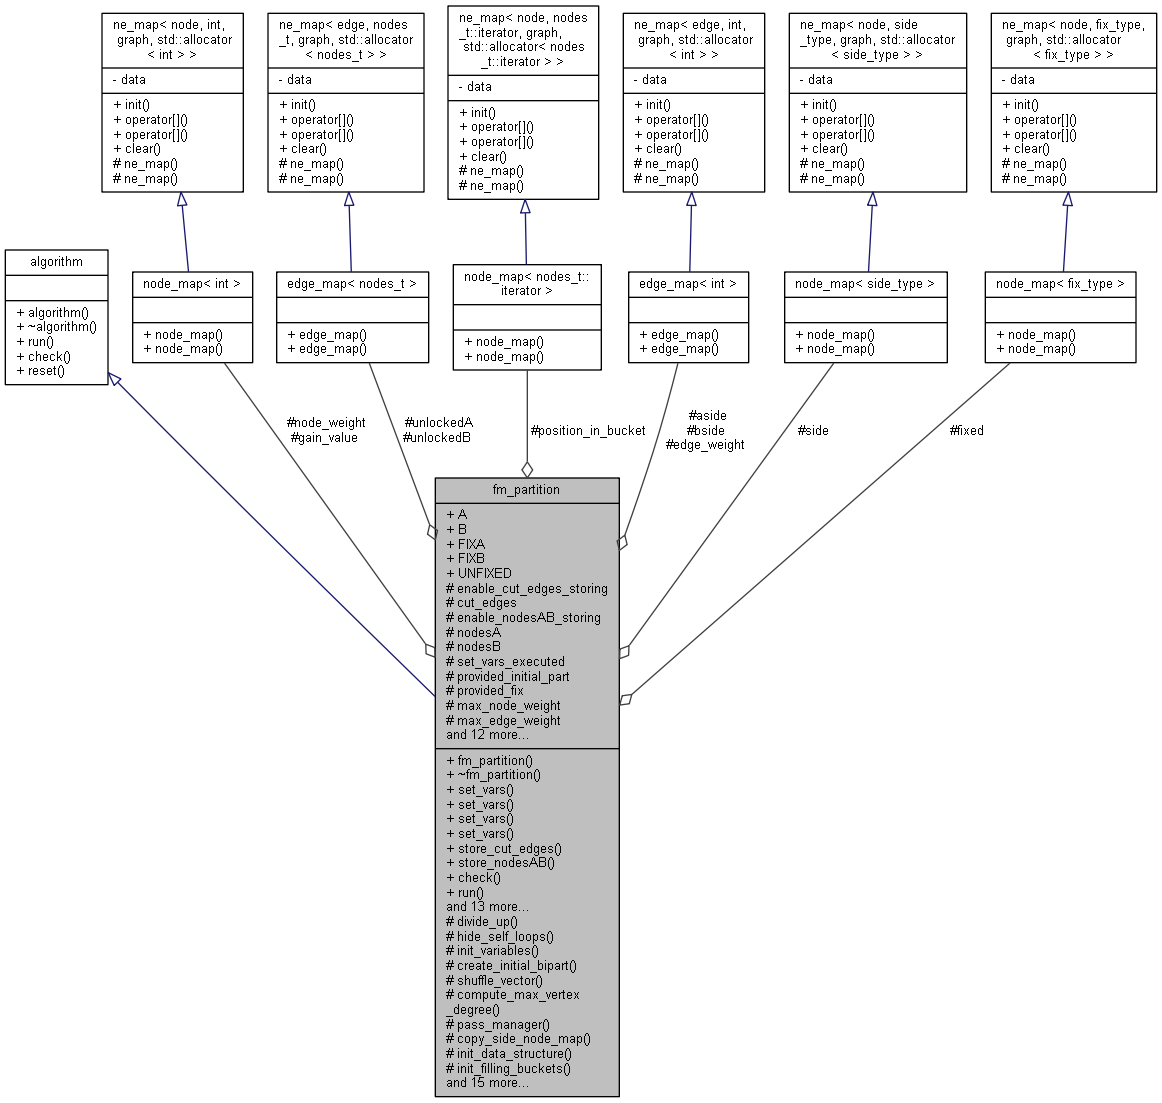 ne_map< node, int,
graph, std::allocator
< int > >
- data
+ init()
+ operator[]()
+ operator[]()
+ clear()
# ne_map()
# ne_map()
ne_map< edge, nodes
_t, graph, std::allocator
< nodes_t > >
- data
+ init()
+ operator[]()
+ operator[]()
+ clear()
# ne_map()
# ne_map()
ne_map< node, nodes
_t::iterator, graph,
std::allocator< nodes
_t::iterator > >
- data
+ init()
+ operator[]()
+ operator[]()
+ clear()
# ne_map()
# ne_map()
ne_map< edge, int,
graph, std::allocator
< int > >
- data
+ init()
+ operator[]()
+ operator[]()
+ clear()
# ne_map()
# ne_map()
ne_map< node, side
_type, graph, std::allocator
< side_type > >
- data
+ init()
+ operator[]()
+ operator[]()
+ clear()
# ne_map()
# ne_map()
ne_map< node, fix_type,
graph, std::allocator
< fix_type > >
- data
+ init()
+ operator[]()
+ operator[]()
+ clear()
# ne_map()
# ne_map()
algorithm
+ algorithm()
+ ~algorithm()
+ run()
+ check()
+ reset()
node_map< int >
+ node_map()
+ node_map()
edge_map< nodes_t >
+ edge_map()
+ edge_map()
node_map< nodes_t::
iterator >
+ node_map()
+ node_map()
edge_map< int >
+ edge_map()
+ edge_map()
node_map< side_type >
+ node_map()
+ node_map()
node_map< fix_type >
+ node_map()
+ node_map()
#node_weight
#gain_value
#unlockedA
#unlockedB
#position_in_bucket
#aside
#bside
#edge_weight
#side
#fixed
fm_partition
+ A
+ B
+ FIXA
+ FIXB
+ UNFIXED
# enable_cut_edges_storing
# cut_edges
# enable_nodesAB_storing
# nodesA
# nodesB
# set_vars_executed
# provided_initial_part
# provided_fix
# max_node_weight
# max_edge_weight
and 12 more...
+ fm_partition()
+ ~fm_partition()
+ set_vars()
+ set_vars()
+ set_vars()
+ set_vars()
+ store_cut_edges()
+ store_nodesAB()
+ check()
+ run()
and 13 more...
# divide_up()
# hide_self_loops()
# init_variables()
# create_initial_bipart()
# shuffle_vector()
# compute_max_vertex
_degree()
# pass_manager()
# copy_side_node_map()
# init_data_structure()
# init_filling_buckets()
and 15 more...